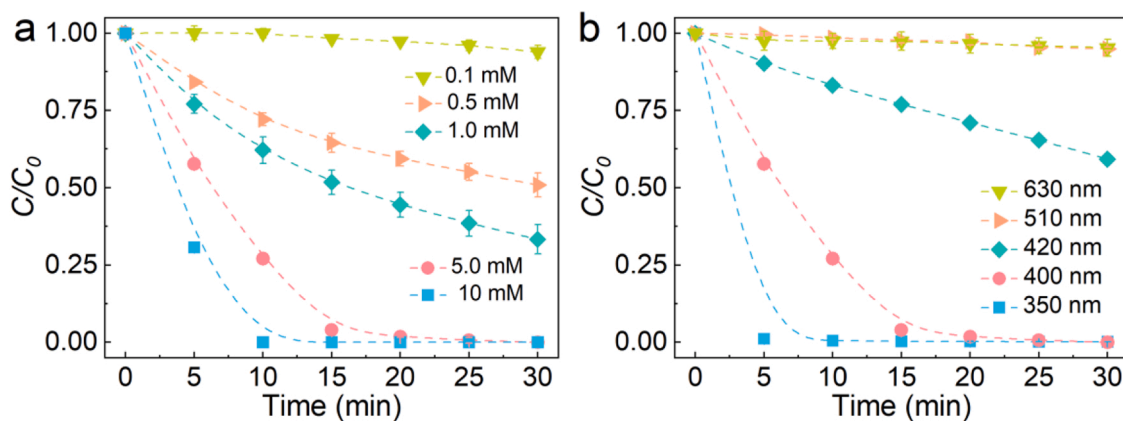 a
C/C0
1.00
0.75
0.50
0.25
0.00
0.1 mM
0.5 mM
1.0 mM
5.0 mM
10 mM
0 5 10 15 20 25 30
Time (min)
b
C/C0
1.00
0.75
0.50
0.25
0.00
630 nm
510 nm
420 nm
400 nm
350 nm
0 5 10 15 20 25 30
Time (min)